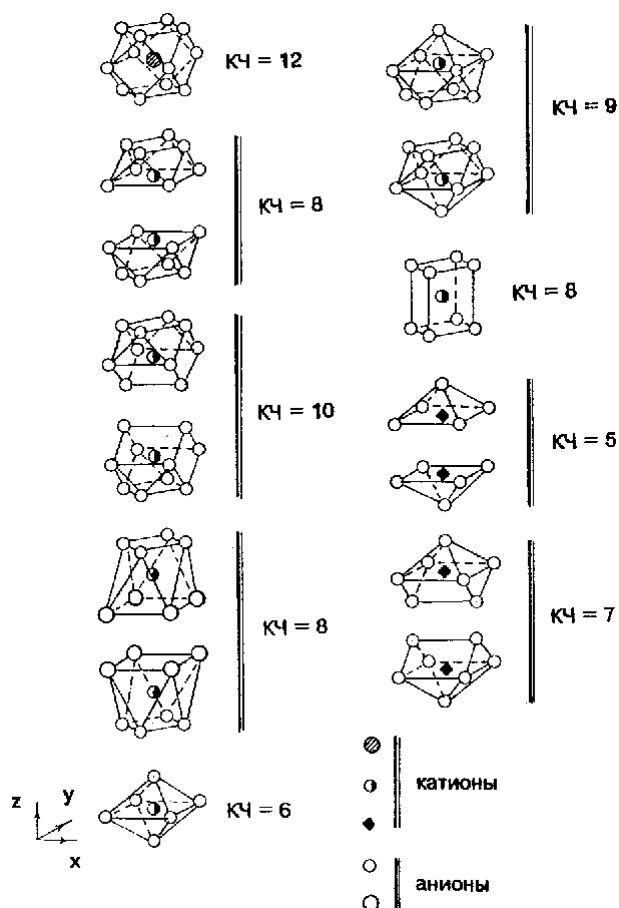 КЧ = 12
КЧ = 8
КЧ = 10
КЧ = 8
КЧ = 6
z
y
x
КЧ = 9
КЧ = 8
КЧ = 5
КЧ = 7
катионы
анионы